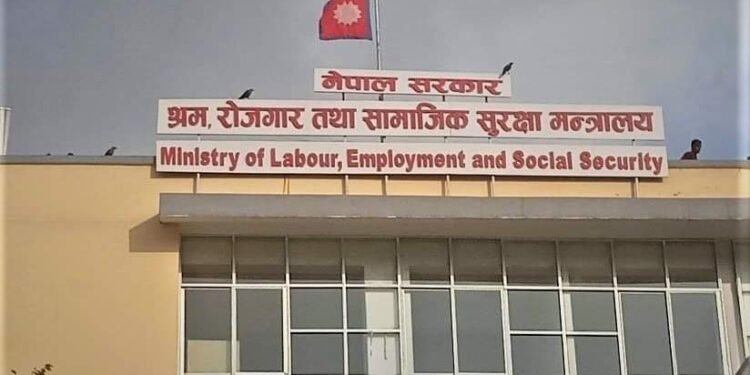 नेपाल सरकार
श्रम, रोजगार तथा सामाजिक सुरक्षा मन्त्रालय
Ministry of Labour, Employment and Social Security